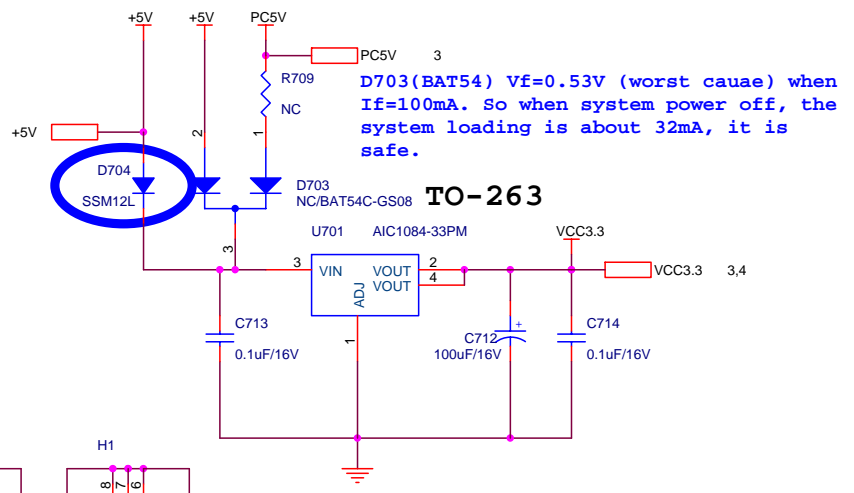 +5V +5V PC5V
PC5V 3
R709
NC
D703(BAT54) Vf=0.53V (worst cauae) when
If=100mA. So when system power off, the
system loading is about 32mA, it is
safe.
+5V
2 1
D704
SSM12L
D703
NC/BAT54C-GS08
TO-263
3
U701 AIC1084-33PM
VCC3.3
3 VIN VOUT 2
VOUT 4
ADJ
1
VCC3.3 3,4
C713
0.1uF/16V
+
C712
100uF/16V
C714
0.1uF/16V
H1
8 7 6